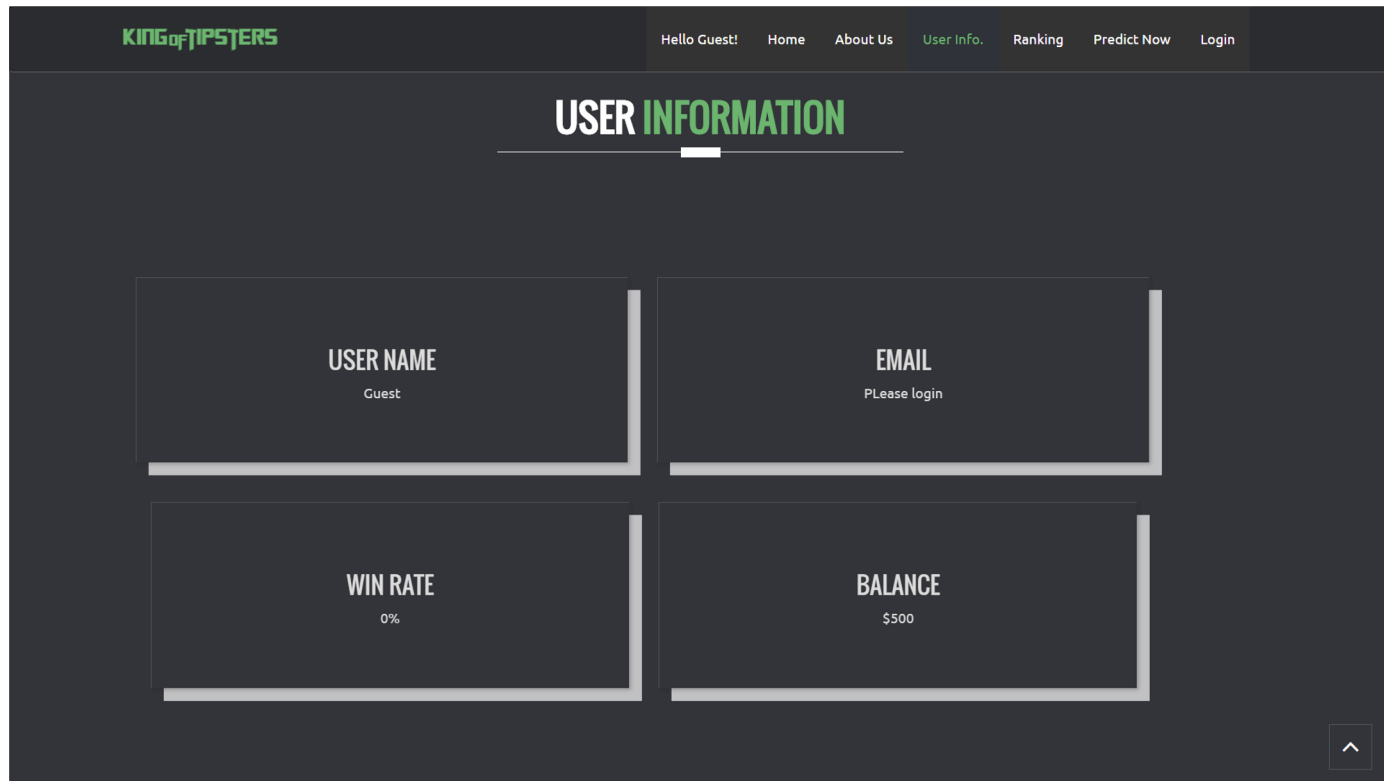 KINGOFTIPSTERS
Hello Guest! Home About Us User Info. Ranking Predict Now Login
USER INFORMATION
USER NAME
Guest
EMAIL
PLease login
WIN RATE
0%
BALANCE
$500